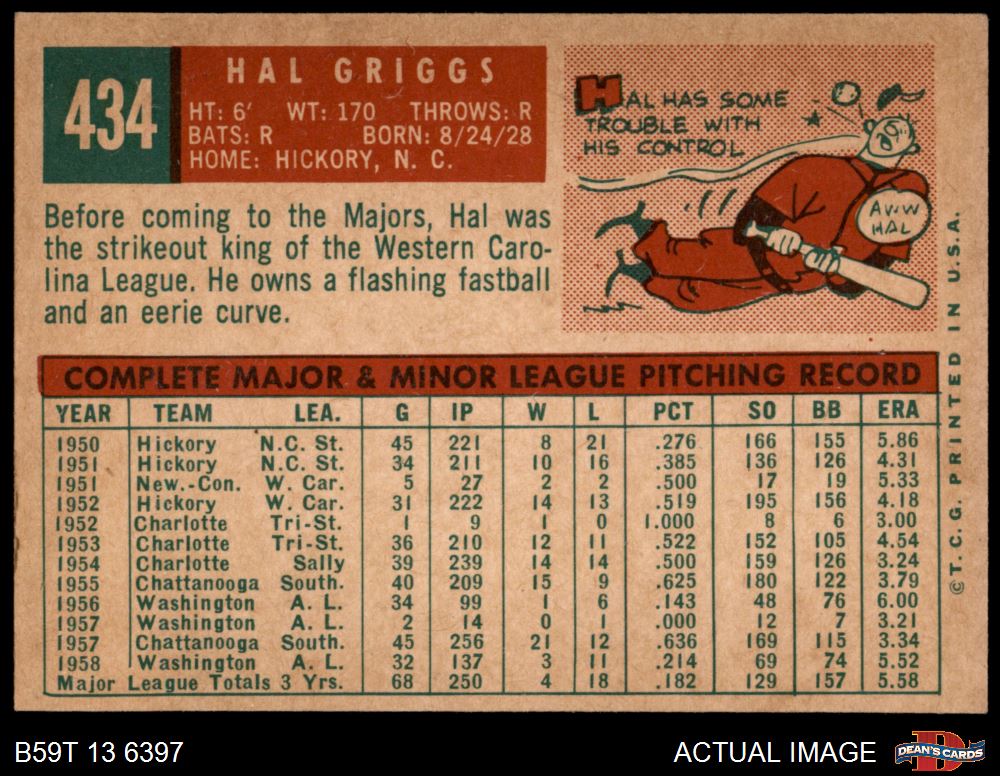 434
HAL GRIGGS
HT: 6' WT: 170 THROWS: R
BATS: R BORN: 8/24/28
HOME: HICKORY, N. C.
HAL HAS SOME
TROUBLE WITH
HIS CONTROL
AWW
HAL
Before coming to the Majors, Hal was
the strikeout king of the Western Caro-
lina League. He owns a flashing fastball
and an eerie curve.
COMPLETE MAJOR & MINOR LEAGUE PITCHING RECORD
YEAR TEAM LEA. G IP W L PCT SO BB ERA
1950 Hickory N.C. St. 45 221 8 21 .276 166 155 5.86
1951 Hickory N.C. St. 34 211 10 16 .385 136 126 4.31
1951 New.-Con. W. Car. 5 27 2 2 .500 17 19 5.33
1952 Hickory W. Car. 31 222 14 13 .519 195 156 4.18
1952 Charlotte Tri-St. 1 9 1 0 1.000 8 6 3.00
1953 Charlotte Tri-St. 36 210 12 11 .522 152 105 4.54
1954 Charlotte Sally 39 239 14 14 .500 159 126 3.24
1955 Chattanooga South. 40 209 15 9 .625 180 122 3.79
1956 Washington A. L. 34 99 1 6 .143 48 76 6.00
1957 Washington A. L. 2 14 0 1 .000 12 7 3.21
1957 Chattanooga South. 45 256 21 12 .636 169 115 3.34
1958 Washington A. L. 32 137 3 11 .214 69 74 5.52
Major League Totals 3 Yrs. 68 250 4 18 .182 129 157 5.58
©T. C. G. PRINTED IN U.S.A.
B59T 13 6397
ACTUAL IMAGE
D
DEAN'S CARDS